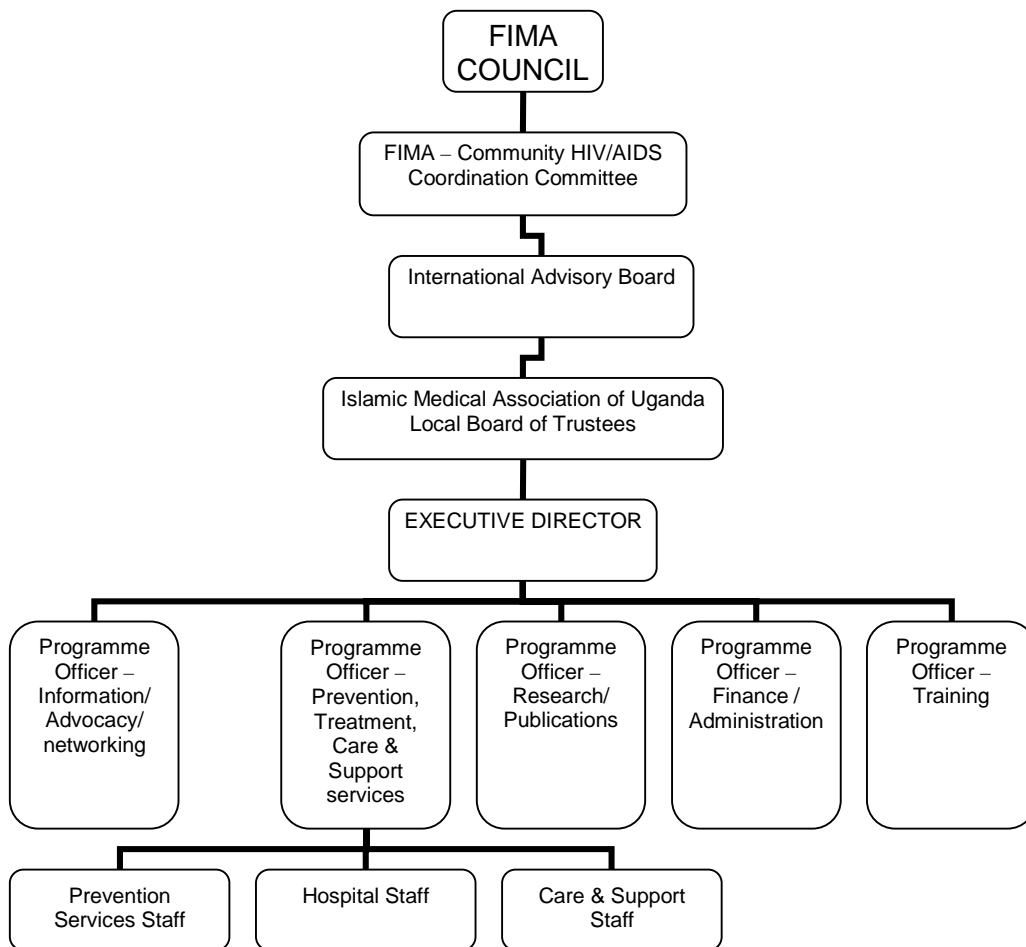 FIMA
COUNCIL
FIMA – Community HIV/AIDS
Coordination Committee
International Advisory Board
Islamic Medical Association of Uganda
Local Board of Trustees
EXECUTIVE DIRECTOR
Programme
Officer –
Information/
Advocacy/
networking
Programme
Officer –
Prevention,
Treatment,
Care &
Support
services
Programme
Officer –
Research/
Publications
Programme
Officer –
Finance /
Administration
Programme
Officer –
Training
Prevention
Services Staff
Hospital Staff
Care & Support
Staff